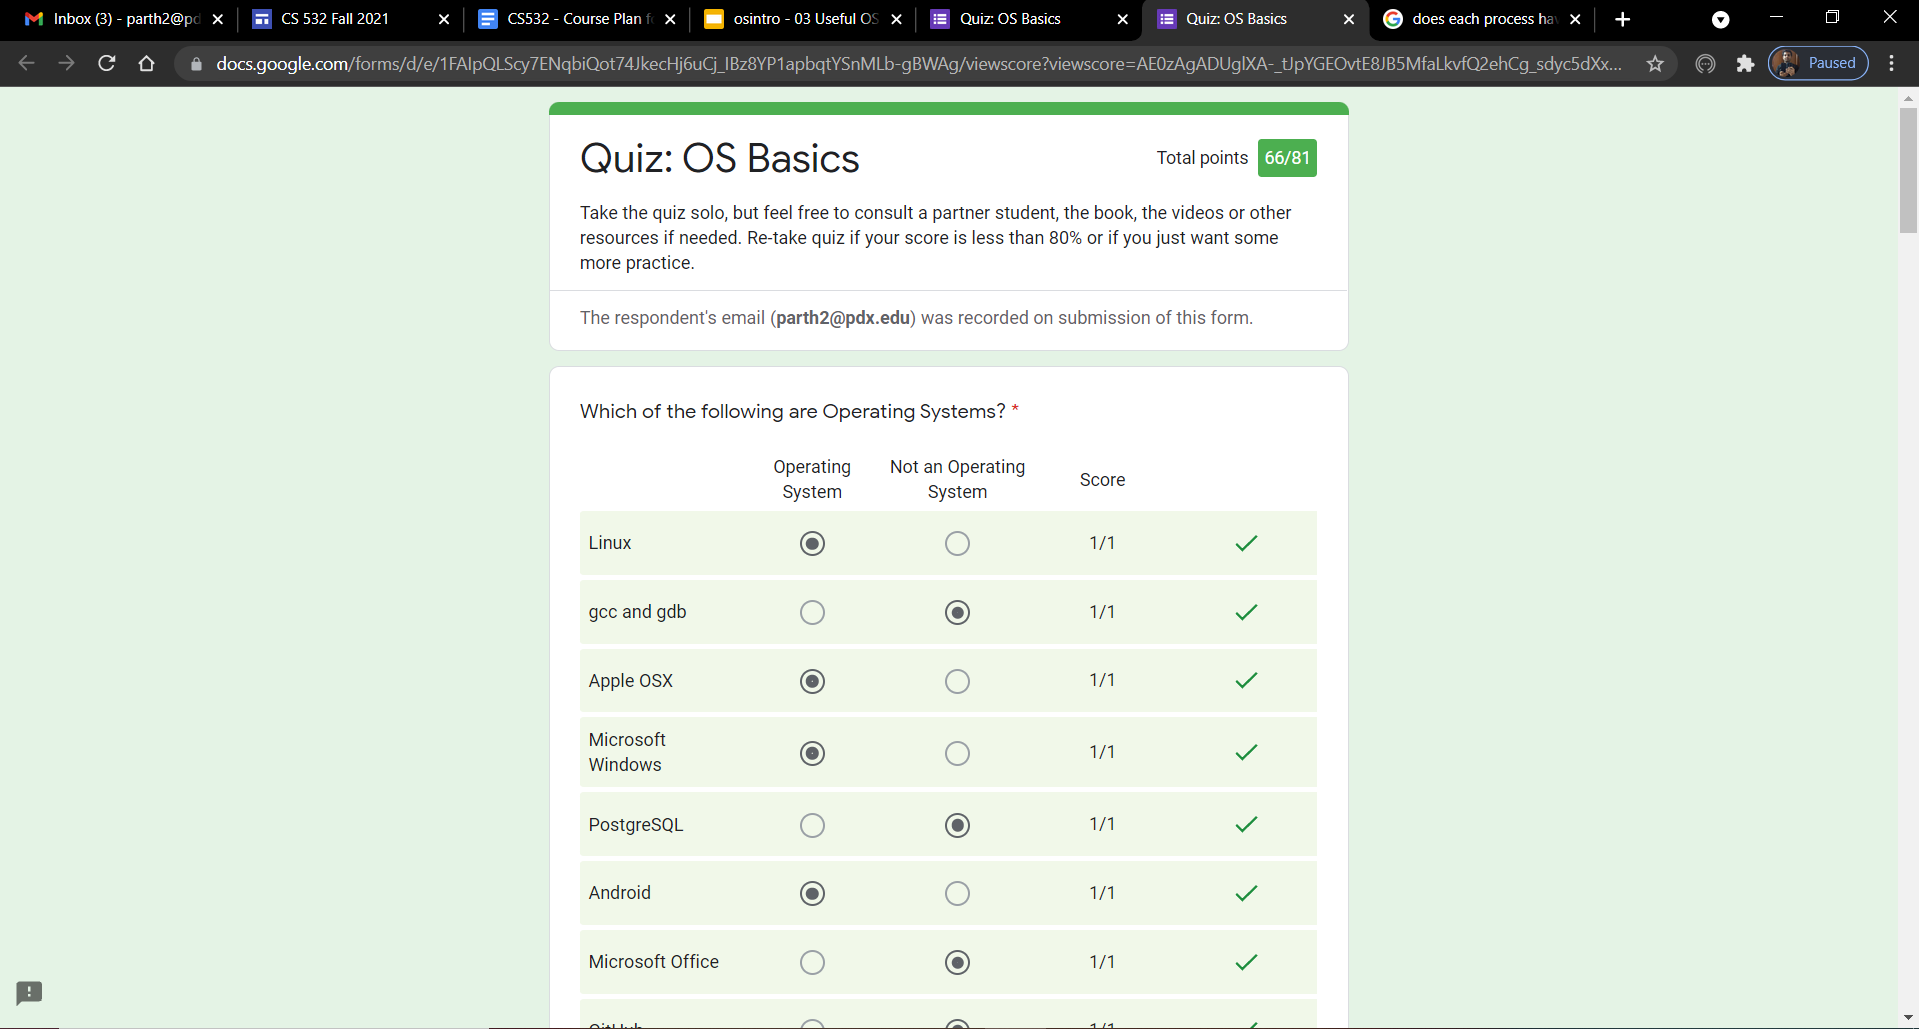 Inbox (3) - parth2@pd
CS 532 Fall 2021
CS532 - Course Plan f
osintro - 03 Useful OS
Quiz: OS Basics
Quiz: OS Basics
does each process hav
docs.google.com/forms/d/e/1FAIpQLScy7ENqbiQot74JkecHj6uCj_IBz8YP1apbqtYSnMLb-gBWAg/viewscore?viewscore=AE0zAgADUglXA-_tJpYGEOvtE8JB5MfaLkvfQ2ehCg_sdyc5dXx...
Paused
Quiz: OS Basics
Total points 66/81
Take the quiz solo, but feel free to consult a partner student, the book, the videos or other
resources if needed. Re-take quiz if your score is less than 80% or if you just want some
more practice.
The respondent's email (parth2@pdx.edu) was recorded on submission of this form.
Which of the following are Operating Systems? *
Operating
System
Not an Operating
System
Score
Linux 1/1
gcc and gdb 1/1
Apple OSX 1/1
Microsoft
Windows 1/1
PostgreSQL 1/1
Android 1/1
Microsoft Office 1/1
GitHub 1/1